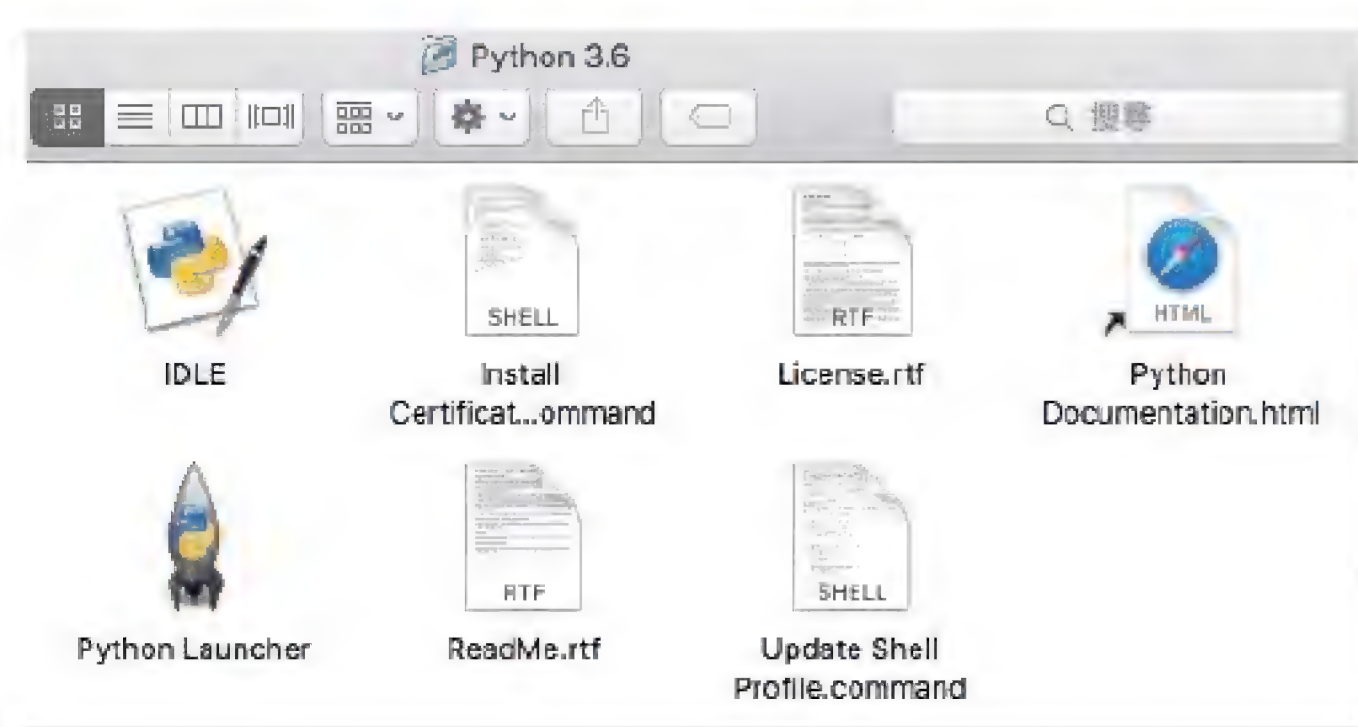 Python 3.6
搜尋
SHELL
RTF
HTML
IDLE
Install
Certificat...ommand
License.rtf
Python
Documentation.html
RTF
SHELL
Python Launcher
ReadMe.rtf
Update Shell
Profile.command